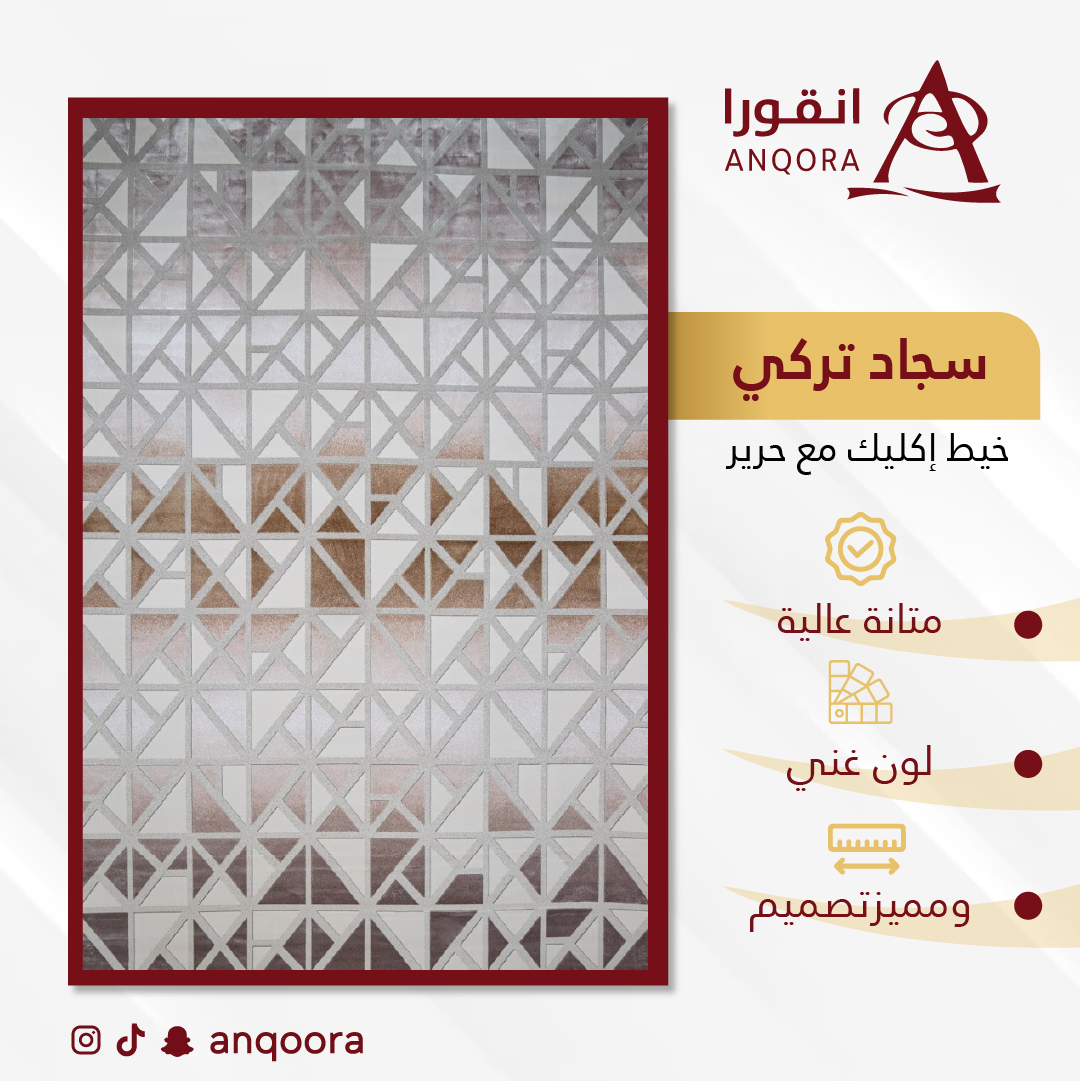 انقورا
ANQORA
سجاد تركي
خيط إكليك مع حرير
متانة عالية
لون غني
ومميزتصميم
anqoora